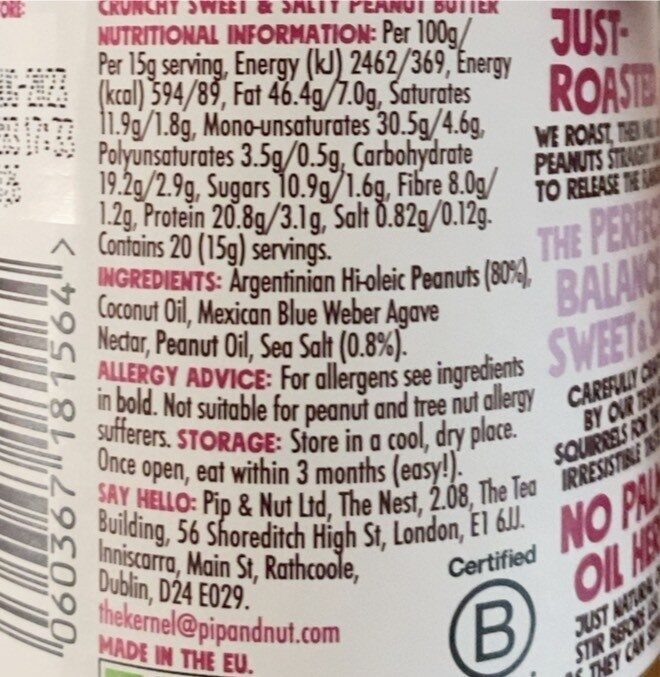 ORE:
CRUNCHY SWEET & SALTY PEANUT BUTTER
NUTRITIONAL INFORMATION: Per 100g/
Per 15g serving, Energy (kJ) 2462/369, Energy
(kcal) 594/89, Fat 46.4g/7.0g, Saturates
11.9g/1.8g, Mono-unsaturates 30.5g/4.6g,
Polyunsaturates 3.5g/0.5g, Carbohydrate
19.2g/2.9g, Sugars 10.9g/1.6g, Fibre 8.0g/
1.2g, Protein 20.8g/3.1g, Salt 0.82g/0.12g.
Contains 20 (15g) servings.
INGREDIENTS: Argentinian Hi-oleic Peanuts (80%),
Coconut Oil, Mexican Blue Weber Agave
Nectar, Peanut Oil, Sea Salt (0.8%).
ALLERGY ADVICE: For allergens see ingredients
in bold. Not suitable for peanut and tree nut allergy
sufferers. STORAGE: Store in a cool, dry place.
Once open, eat within 3 months (easy!).
SAY HELLO: Pip & Nut Ltd, The Nest, 2.08, The Tea
Building, 56 Shoreditch High St, London, E1 6JJ.
Inniscarra, Main St, Rathcoole,
Dublin, D24 E029.
thekernel@pipandnut.com
MADE IN THE EU.
Certified
B
0 060367 181564 >
JUST-
ROASTED
WE ROAST, THEN
PEANUTS
TO RELEASE THE
THE PERFEC
BALANC
SWEET &
CAREFULLY
BY OUR
SQUIRRELS FOR
IRRESISTIBLE
NO PAL
OIL HER
JUST
STIR BEFORE
THEY CAN